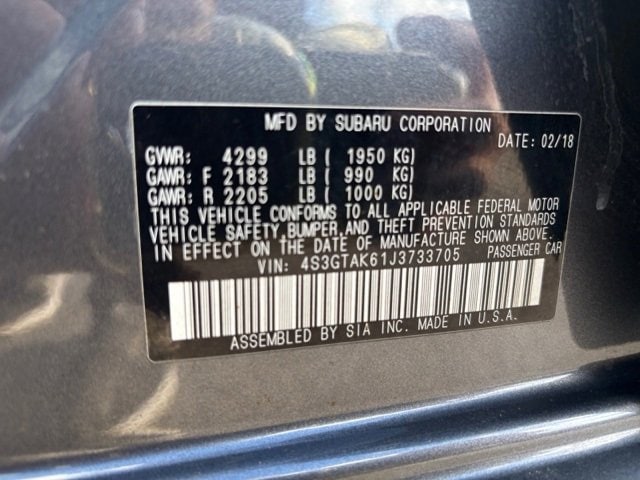 MFD BY SUBARU CORPORATION
DATE: 02/18
GVWR: 4299 LB ( 1950 KG)
GAWR: F 2183 LB ( 990 KG)
GAWR: R 2205 LB ( 1000 KG)
THIS VEHICLE CONFORMS TO ALL APPLICABLE FEDERAL MOTOR
VEHICLE SAFETY, BUMPER, AND THEFT PREVENTION STANDARDS
IN EFFECT ON THE DATE OF MANUFACTURE SHOWN ABOVE.
VIN: 4S3GTAK61J3733705 PASSENGER CAR
ASSEMBLED BY SIA INC. MADE IN U.S.A.